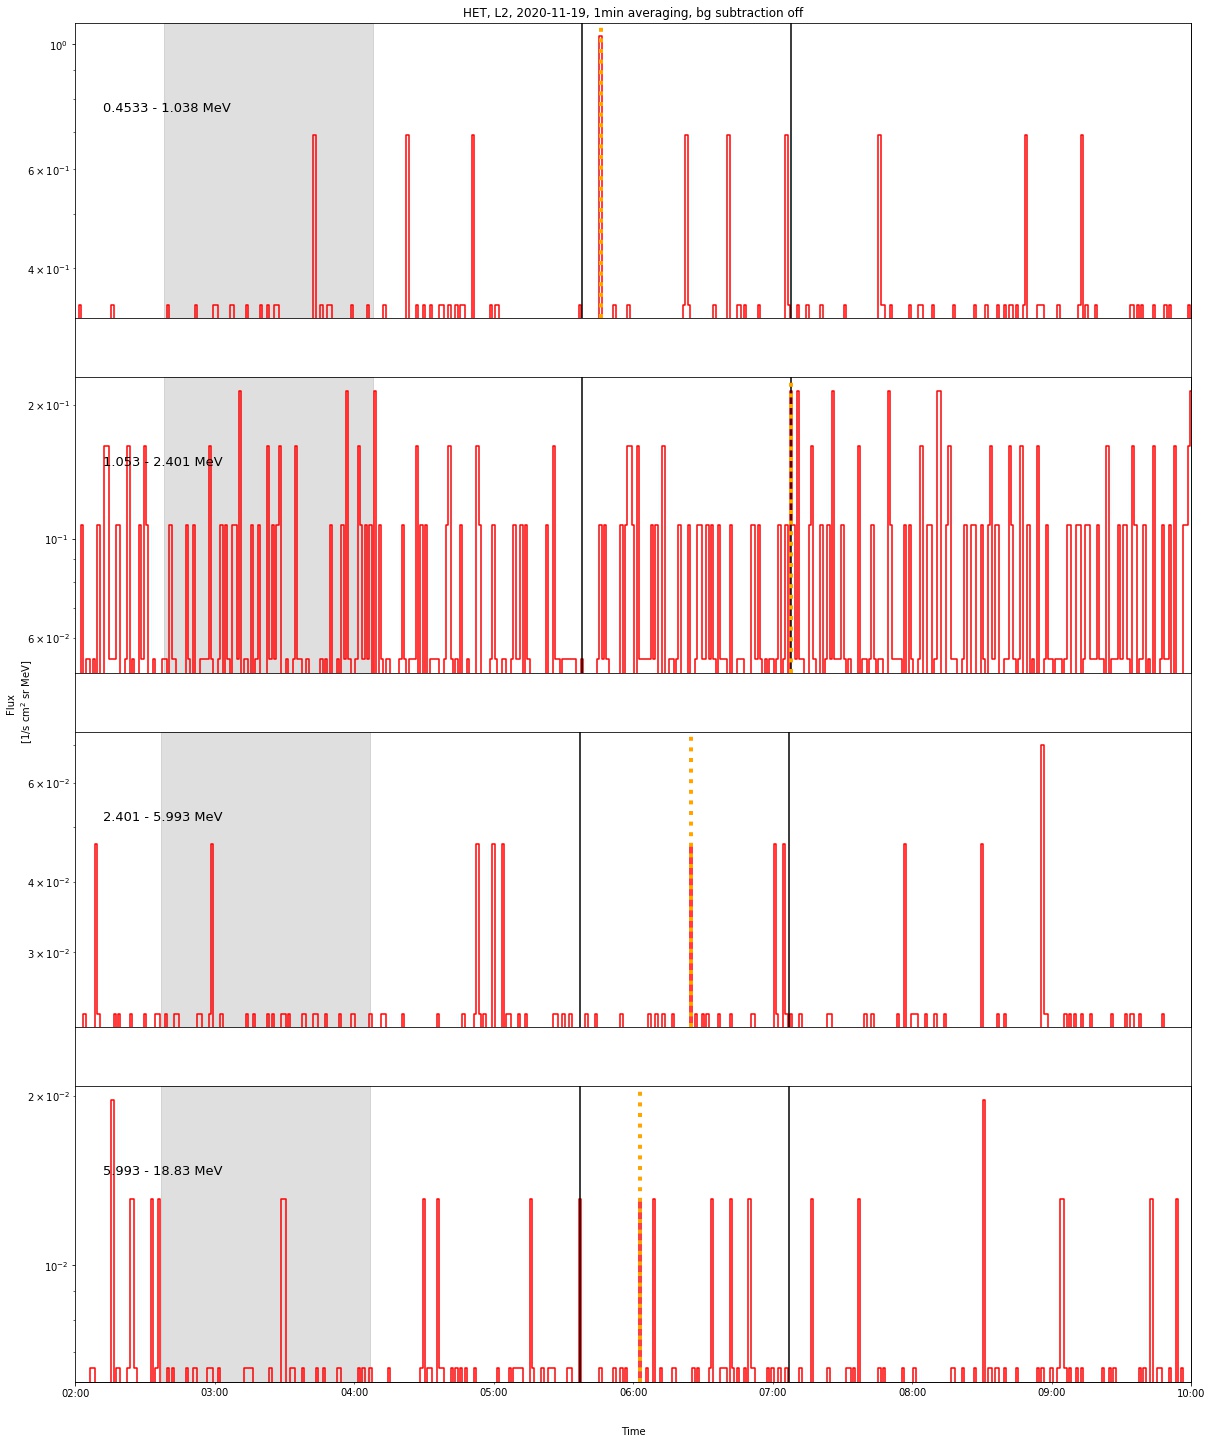 HET, L2, 2020-11-19, 1min averaging, bg subtraction off
10⁰
6 × 10⁻¹
4 × 10⁻¹
0.4533 - 1.038 MeV
2 × 10⁻¹
10⁻¹
6 × 10⁻²
1.053 - 2.401 MeV
Flux
[1/s cm² sr MeV]
6 × 10⁻²
4 × 10⁻²
3 × 10⁻²
2.401 - 5.993 MeV
2 × 10⁻²
10⁻²
5.993 - 18.83 MeV
02:00 03:00 04:00 05:00 06:00 07:00 08:00 09:00 10:00
Time